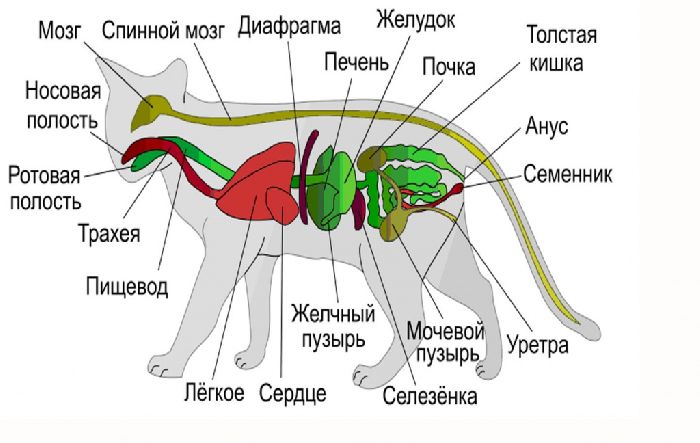 Мозг
Спинной мозг
Диафрагма
Желудок
Печень
Почка
Толстая
кишка
Носовая
полость
Анус
Ротовая
полость
Семенник
Трахея
Пищевод
Желчный
пузырь
Мочевой
пузырь
Уретра
Лёгкое
Сердце
Селезёнка